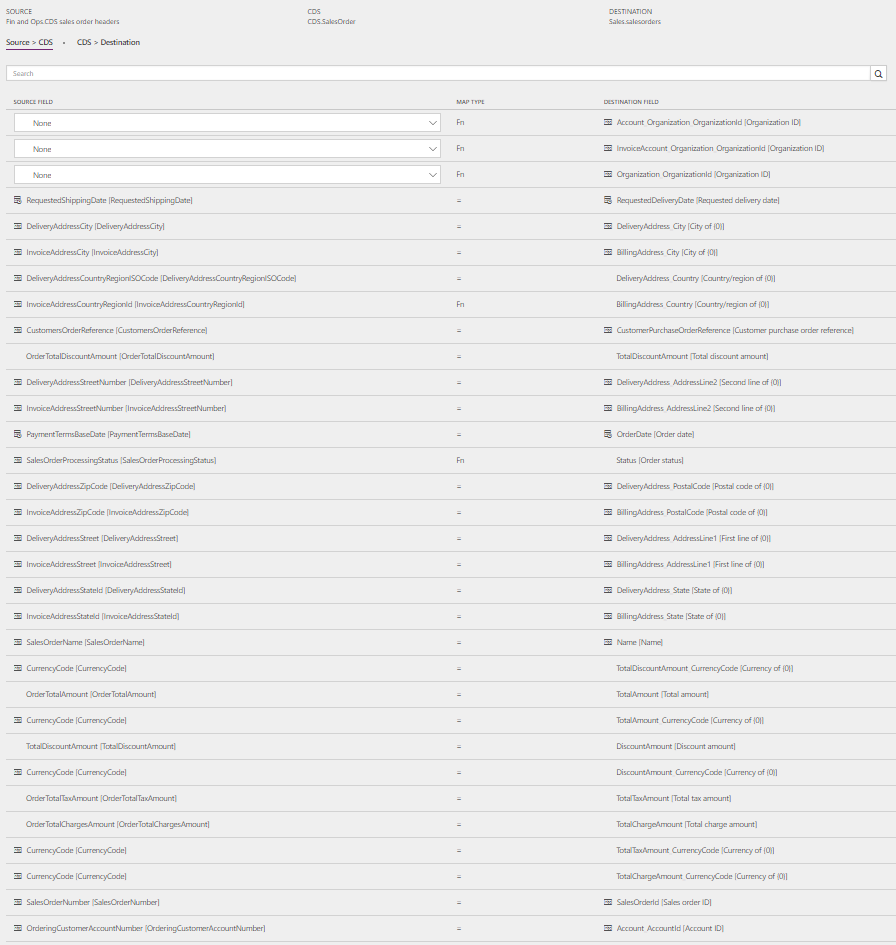 SOURCE CDS DESTINATION
Fin and Ops.CDS sales order headers CDS.SalesOrder Sales.salesorders
Source > CDS • CDS > Destination
Search
SOURCE FIELD MAP TYPE DESTINATION FIELD
None Fn Account_Organization_OrganizationId [Organization ID]
None Fn InvoiceAccount_Organization_OrganizationId [Organization ID]
None Fn Organization_OrganizationId [Organization ID]
RequestedShippingDate [RequestedShippingDate] = RequestedDeliveryDate [Requested delivery date]
DeliveryAddressCity [DeliveryAddressCity] = DeliveryAddress_City [City of {0}]
InvoiceAddressCity [InvoiceAddressCity] = BillingAddress_City [City of {0}]
DeliveryAddressCountryRegionISOCode [DeliveryAddressCountryRegionISOCode] = DeliveryAddress_Country [Country/region of {0}]
InvoiceAddressCountryRegionId [InvoiceAddressCountryRegionId] Fn BillingAddress_Country [Country/region of {0}]
CustomersOrderReference [CustomersOrderReference] = CustomerPurchaseOrderReference [Customer purchase order reference]
OrderTotalDiscountAmount [OrderTotalDiscountAmount] = TotalDiscountAmount [Total discount amount]
DeliveryAddressStreetNumber [DeliveryAddressStreetNumber] = DeliveryAddress_AddressLine2 [Second line of {0}]
InvoiceAddressStreetNumber [InvoiceAddressStreetNumber] = BillingAddress_AddressLine2 [Second line of {0}]
PaymentTermsBaseDate [PaymentTermsBaseDate] = OrderDate [Order date]
SalesOrderProcessingStatus [SalesOrderProcessingStatus] Fn Status [Order status]
DeliveryAddressZipCode [DeliveryAddressZipCode] = DeliveryAddress_PostalCode [Postal code of {0}]
InvoiceAddressZipCode [InvoiceAddressZipCode] = BillingAddress_PostalCode [Postal code of {0}]
DeliveryAddressStreet [DeliveryAddressStreet] = DeliveryAddress_AddressLine1 [First line of {0}]
InvoiceAddressStreet [InvoiceAddressStreet] = BillingAddress_AddressLine1 [First line of {0}]
DeliveryAddressStateId [DeliveryAddressStateId] = DeliveryAddress_State [State of {0}]
InvoiceAddressStateId [InvoiceAddressStateId] = BillingAddress_State [State of {0}]
SalesOrderName [SalesOrderName] = Name [Name]
CurrencyCode [CurrencyCode] = TotalDiscountAmount_CurrencyCode [Currency of {0}]
OrderTotalAmount [OrderTotalAmount] = TotalAmount [Total amount]
CurrencyCode [CurrencyCode] = TotalAmount_CurrencyCode [Currency of {0}]
TotalDiscountAmount [TotalDiscountAmount] = DiscountAmount [Discount amount]
CurrencyCode [CurrencyCode] = DiscountAmount_CurrencyCode [Currency of {0}]
OrderTotalTaxAmount [OrderTotalTaxAmount] = TotalTaxAmount [Total tax amount]
OrderTotalChargesAmount [OrderTotalChargesAmount] = TotalChargeAmount [Total charge amount]
CurrencyCode [CurrencyCode] = TotalTaxAmount_CurrencyCode [Currency of {0}]
CurrencyCode [CurrencyCode] = TotalChargeAmount_CurrencyCode [Currency of {0}]
SalesOrderNumber [SalesOrderNumber] = SalesOrderId [Sales order ID]
OrderingCustomerAccountNumber [OrderingCustomerAccountNumber] = Account_AccountId [Account ID]